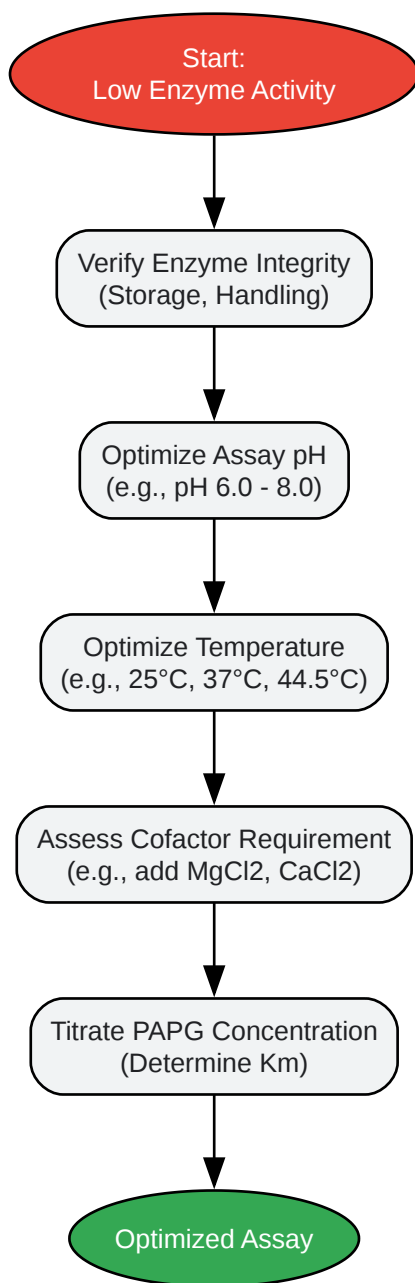 Start:
Low Enzyme Activity
Verify Enzyme Integrity
(Storage, Handling)
Optimize Assay pH
(e.g., pH 6.0 - 8.0)
Optimize Temperature
(e.g., 25°C, 37°C, 44.5°C)
Assess Cofactor Requirement
(e.g., add MgCl2, CaCl2)
Titrate PAPG Concentration
(Determine Km)
Optimized Assay